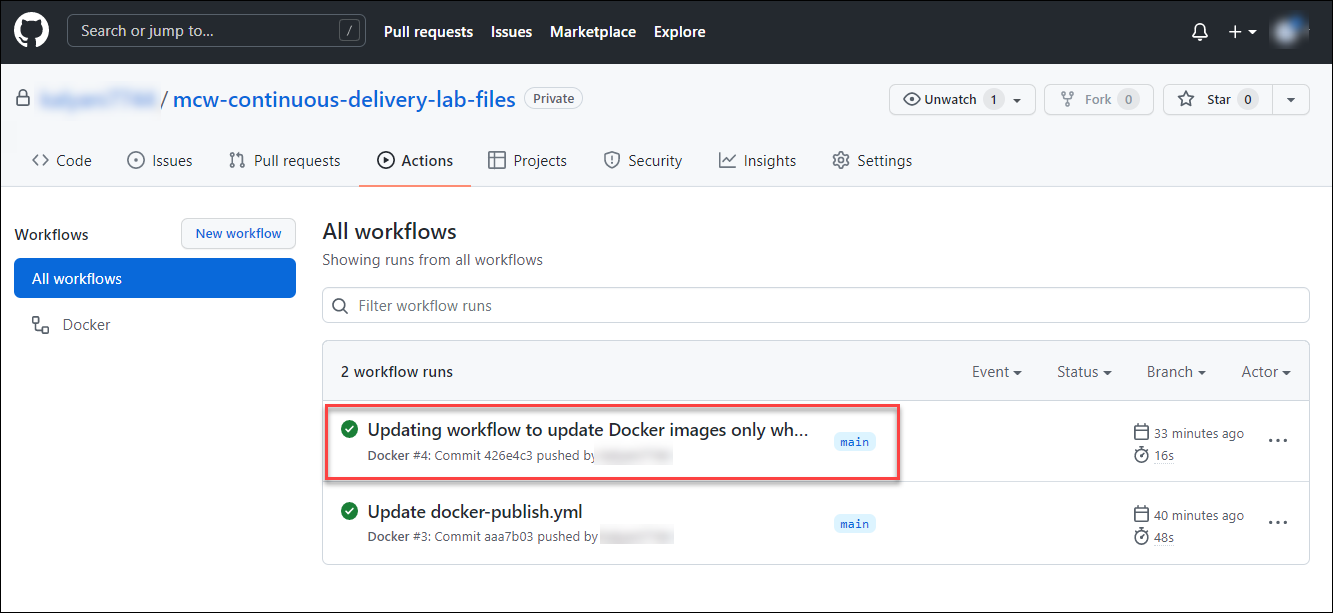 Search or jump to... / Pull requests Issues Marketplace Explore
/ mcw-continuous-delivery-lab-files Private Unwatch 1 Fork 0 Star 0
Code Issues Pull requests Actions Projects Security Insights Settings
Workflows New workflow
All workflows
Docker
All workflows
Showing runs from all workflows
Filter workflow runs
2 workflow runs Event Status Branch Actor
Updating workflow to update Docker images only wh... main 33 minutes ago
Docker #4: Commit 426e4c3 pushed by 16s
Update docker-publish.yml main 40 minutes ago
Docker #3: Commit aaa7b03 pushed by 48s